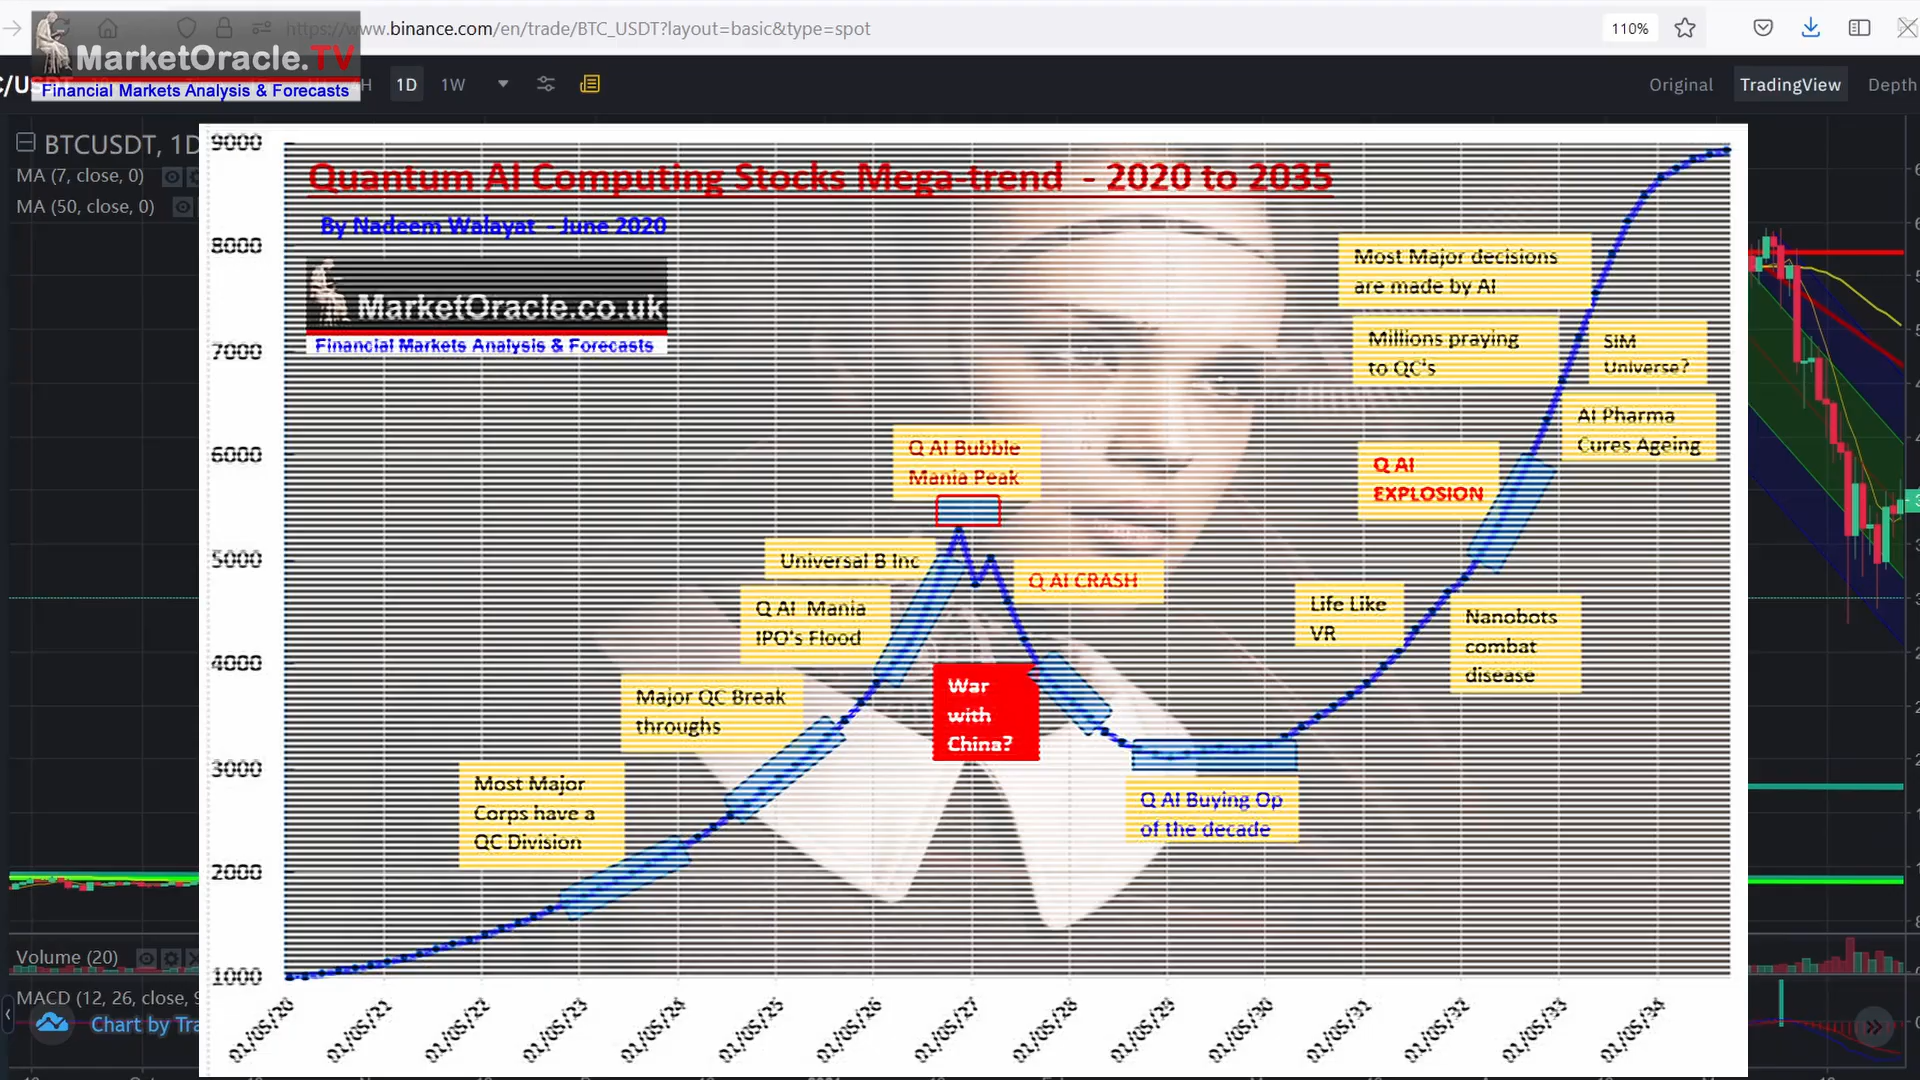 https://www.binance.com/en/trade/BTC_USDT?layout=basic&type=spot
110%
MarketOracle.TV
Financial Markets Analysis & Forecasts
1D
1W
Original
TradingView
Depth
BTCUSDT, 1D
MA (7, close, 0)
MA (50, close, 0)
Quantum AI Computing Stocks Mega-trend - 2020 to 2035
By Nadeem Walayat - June 2020
MarketOracle.co.uk
Financial Markets Analysis & Forecasts
9000
8000
7000
6000
5000
4000
3000
2000
1000
Most Major decisions
are made by AI
Millions praying
to QC's
SIM
Universe?
AI Pharma
Cures Ageing
Q AI Bubble
Mania Peak
Q AI
EXPLOSION
Universal B Inc
Q AI CRASH
Q AI Mania
IPO's Flood
Life Like
VR
Nanobots
combat
disease
Major QC Break
throughs
War
with
China?
Most Major
Corps have a
QC Division
Q AI Buying Op
of the decade
Volume (20)
MACD (12, 26, close, 9
Chart by Tra
01/05/20
01/05/21
01/05/22
01/05/23
01/05/24
01/05/25
01/05/26
01/05/27
01/05/28
01/05/29
01/05/30
01/05/31
01/05/32
01/05/33
01/05/34